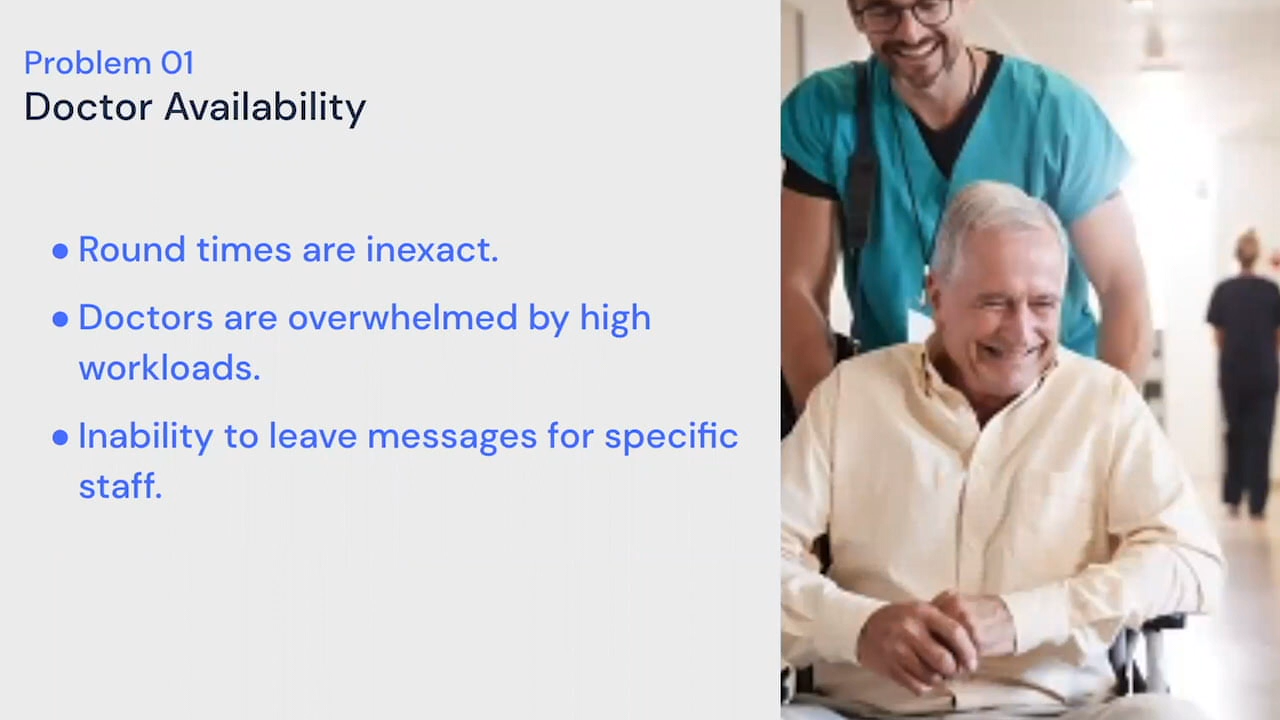 Problem 01
Doctor Availability
● Round times are inexact.
● Doctors are overwhelmed by high
workloads.
● Inability to leave messages for specific
staff.